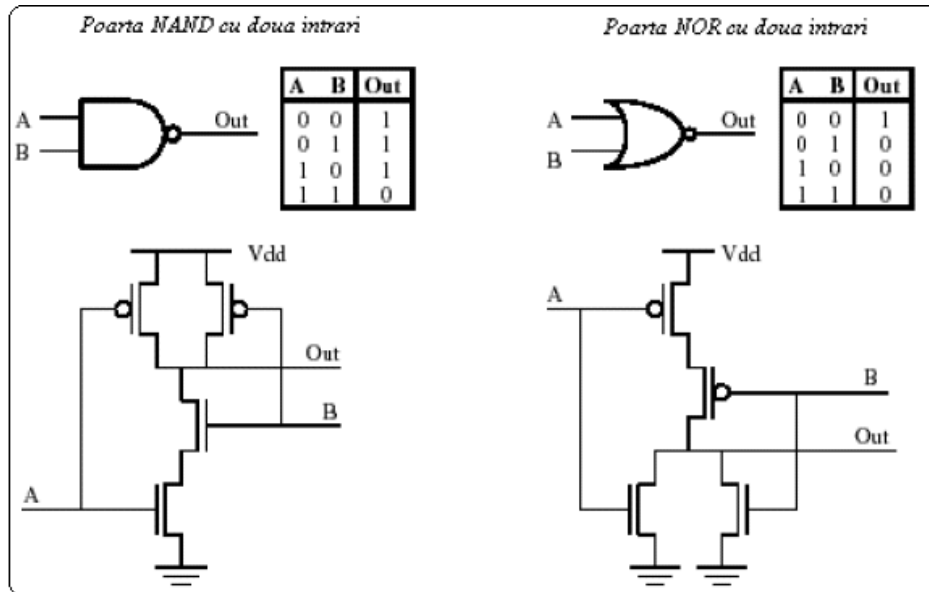 Poarta NAND cu doua intrari
A
B
Out
A B Out
0 0 1
0 1 1
1 0 1
1 1 0
Vdd
Out
B
A
Poarta NOR cu doua intrari
A
B
Out
A B Out
0 0 1
0 1 0
1 0 0
1 1 0
Vdd
A
B
Out